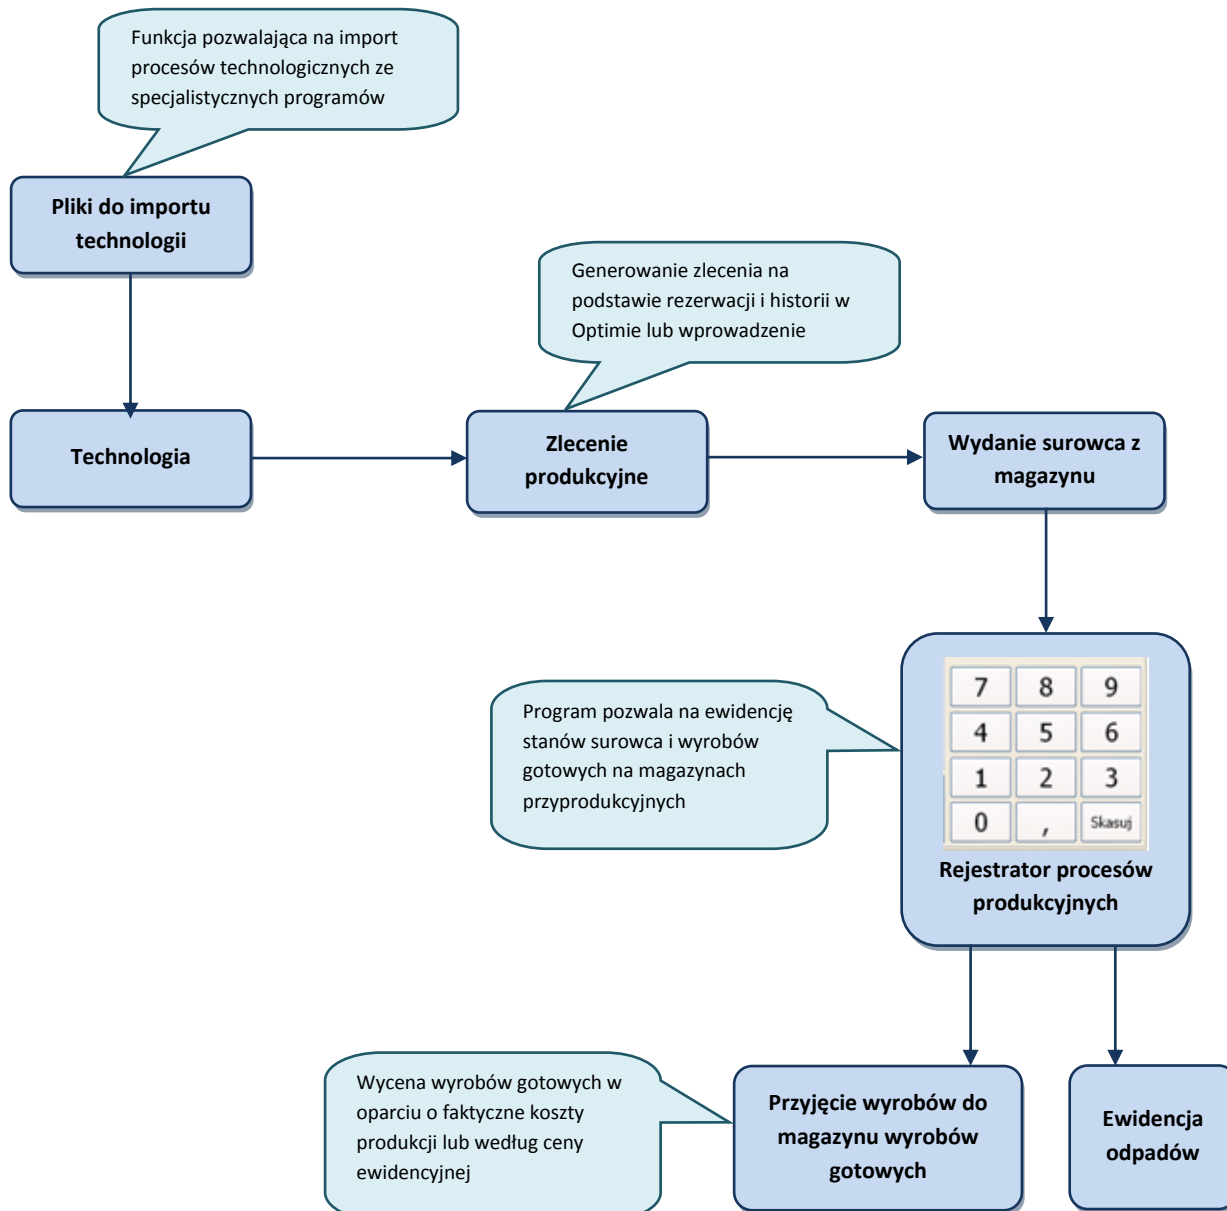 Funkcja pozwalająca na import
procesów technologicznych ze
specjalistycznych programów
Pliki do importu
technologii
Generowanie zlecenia na
podstawie rezerwacji i historii w
Optimie lub wprowadzenie
Technologia
Zlecenie
produkcyjne
Wydanie surowca z
magazynu
Program pozwala na ewidencję
stanów surowca i wyrobów
gotowych na magazynach
przyprodukcyjnych
7 8 9
4 5 6
1 2 3
0 , Skasuj
Rejestrator procesów
produkcyjnych
Wycena wyrobów gotowych w
oparciu o faktyczne koszty
produkcji lub według ceny
ewidencyjnej
Przyjęcie wyrobów do
magazynu wyrobów
gotowych
Ewidencja
odpadów